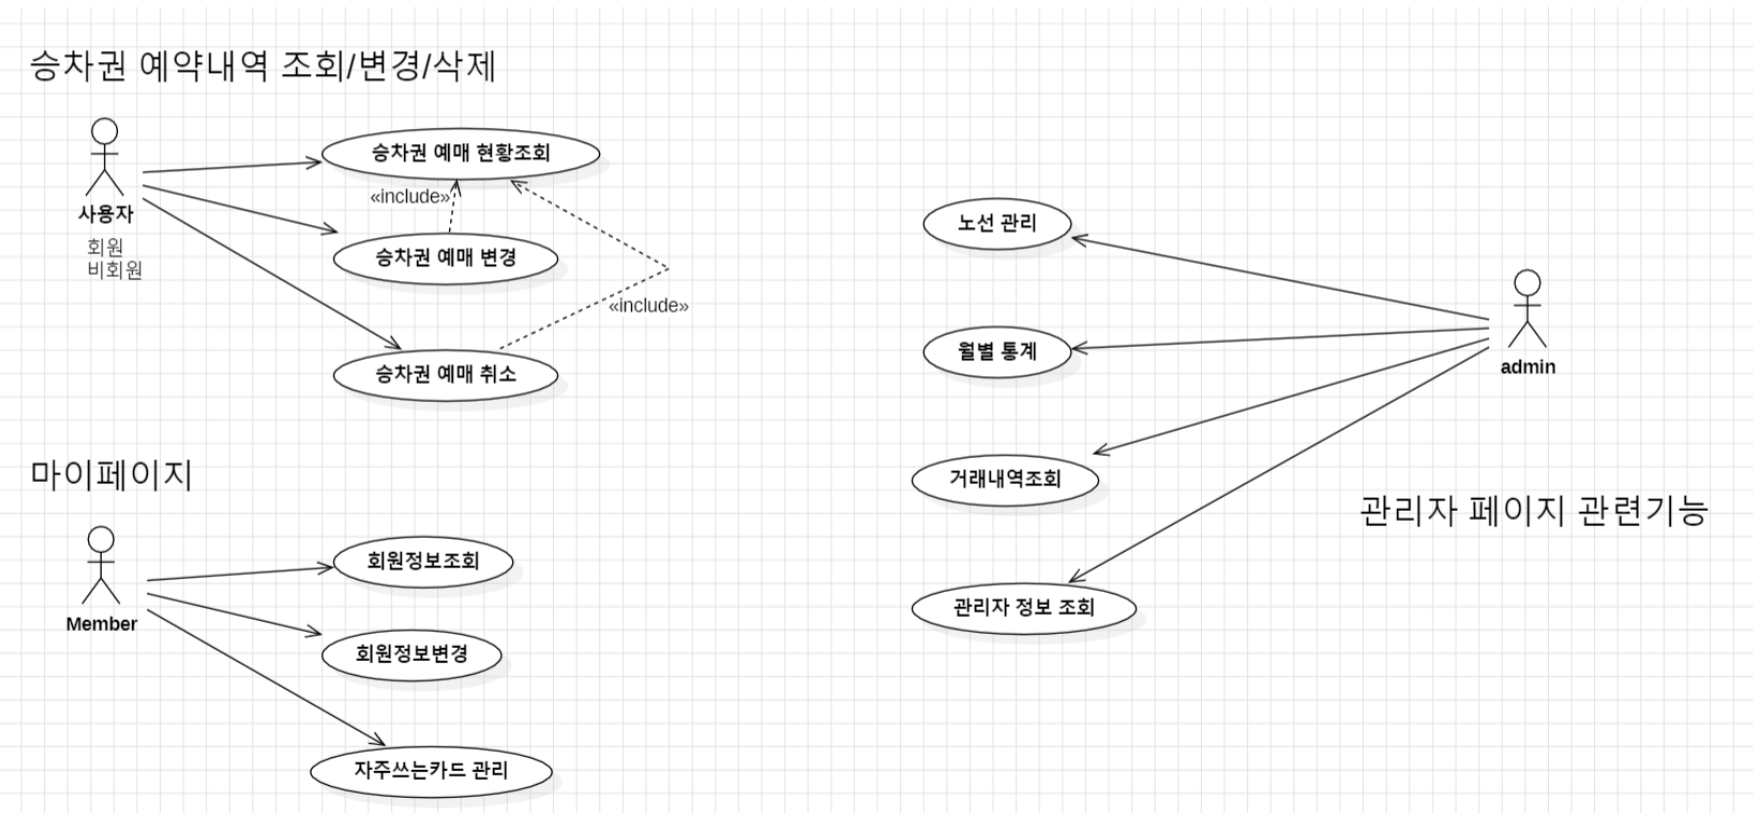 승차권 예약내역 조회/변경/삭제
승차권 예매 현황조회
«include»
사용자
회원
비회원
승차권 예매 변경
«include»
승차권 예매 취소
마이페이지
회원정보조회
Member
회원정보변경
자주쓰는카드 관리
노선 관리
월별 통계
admin
거래내역조회
관리자 페이지 관련기능
관리자 정보 조회